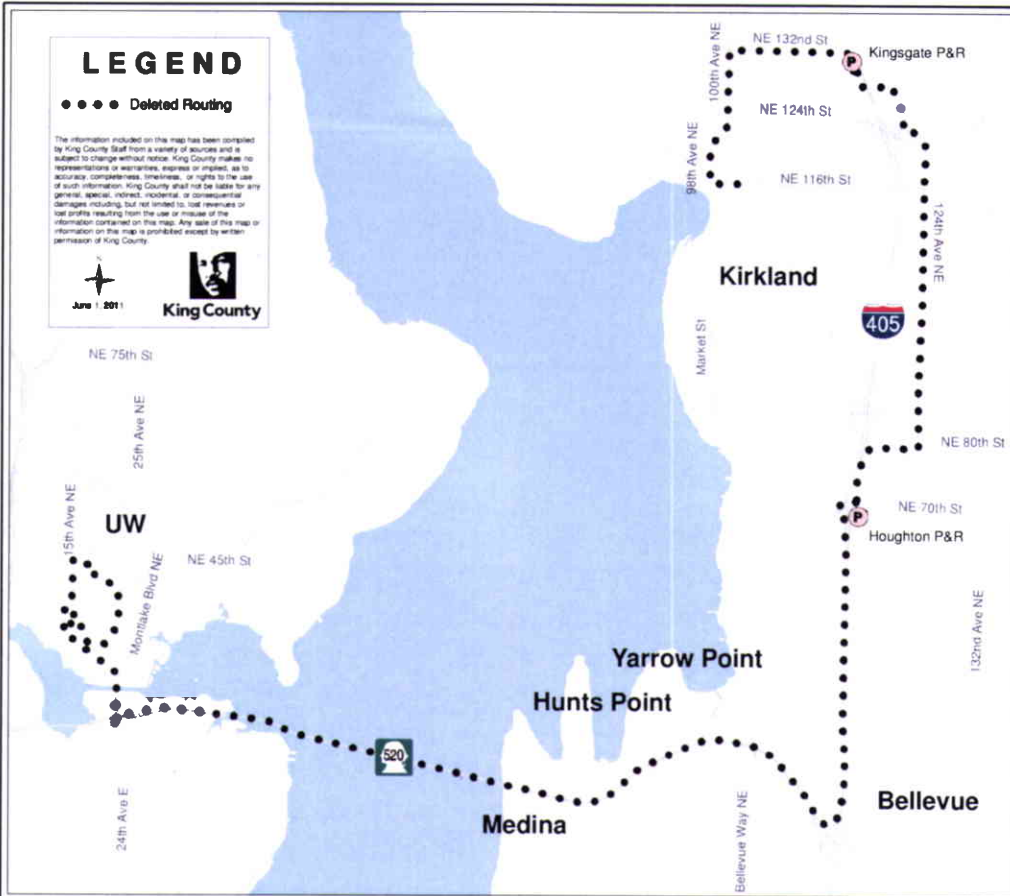 LEGEND
Deleted Routing
The information included on this map has been compiled
by King County Staff from a variety of sources and is
subject to change without notice. King County makes no
representations or warranties, express or implied, as to
accuracy, completeness, timeliness, or rights to the use
of such information. King County shall not be liable for any
general, special, indirect, incidental, or consequential
damages including, but not limited to, lost revenues or
lost profits resulting from the use or misuse of the
information contained on this map. Any sale of this map or
information on this map is prohibited except by written
permission of King County.
June 1 2011
King County
NE 132nd St
P
Kingsgate P&R
100th Ave NE
NE 124th St
98th Ave NE
NE 116th St
124th Ave NE
Kirkland
405
Market St
NE 75th St
25th Ave NE
NE 80th St
15th Ave NE
UW
NE 70th St
P
Houghton P&R
NE 45th St
Montlake Blvd NE
132nd Ave NE
Yarrow Point
Hunts Point
520
24th Ave E
Medina
Bellevue Way NE
Bellevue